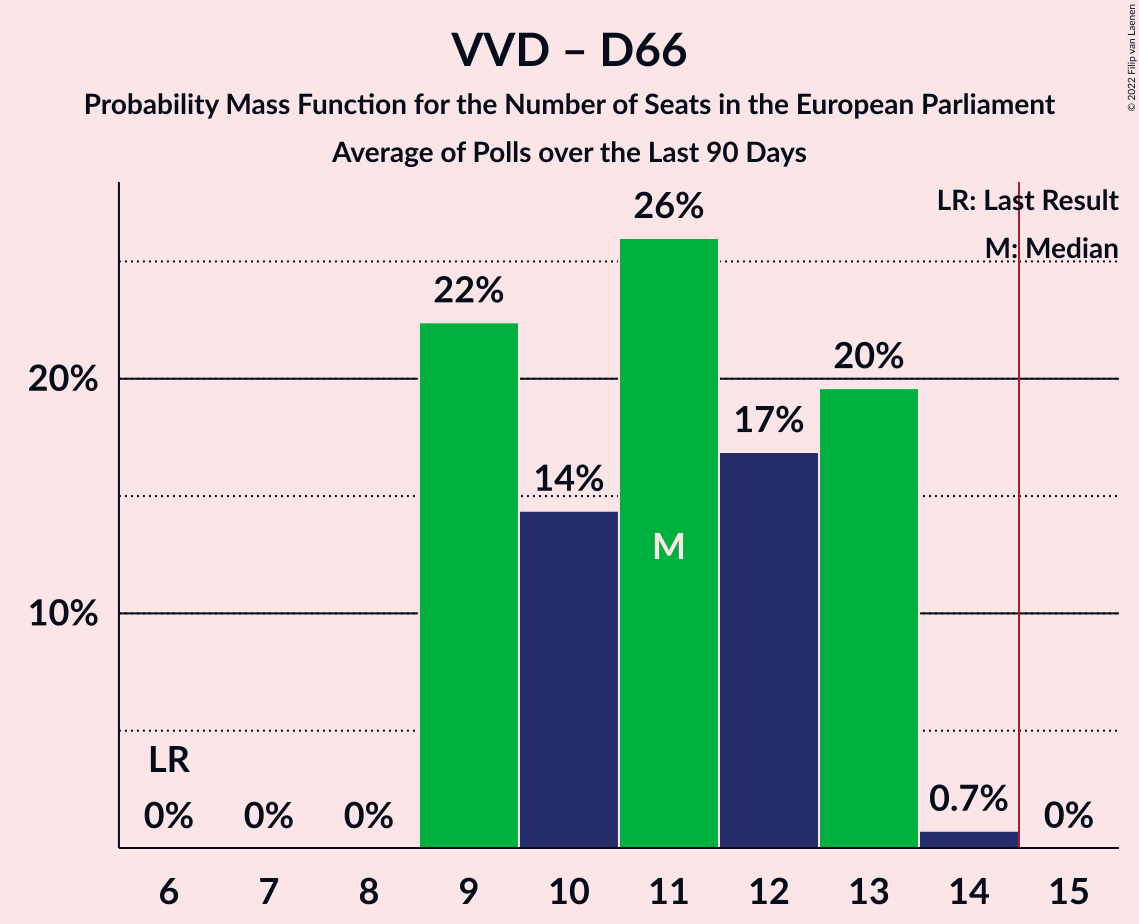 VVD – D66
Probability Mass Function for the Number of Seats in the European Parliament
Average of Polls over the Last 90 Days
© 2022 Filip van Laenen
LR: Last Result
M: Median
26%
22%
20%
20%
17%
14%
M
10%
LR
0%
0%
0%
0.7%
0%
6 7 8 9 10 11 12 13 14 15